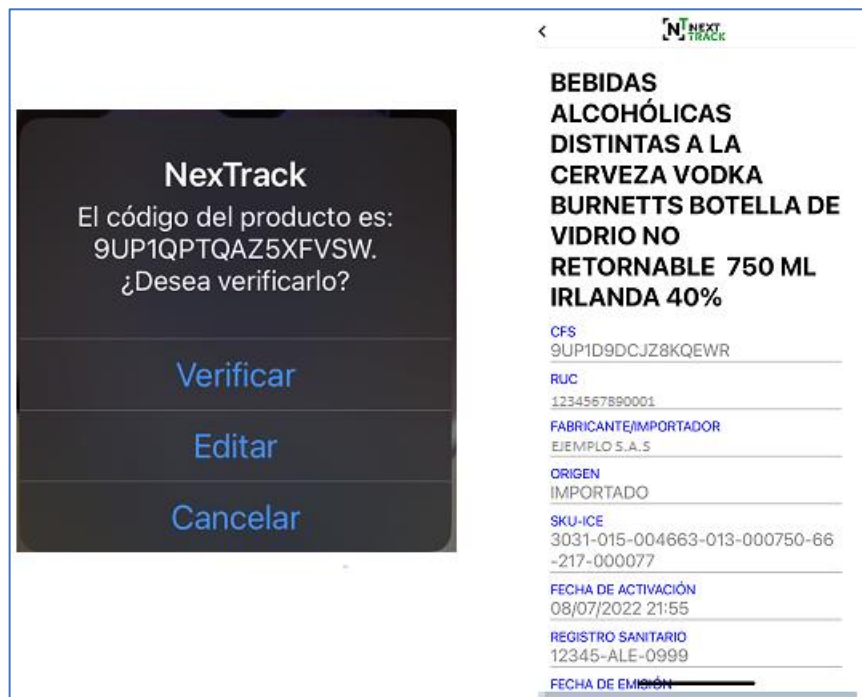 NexTrack
El código del producto es:
9UP1QPTQAZ5XFVSW.
¿Desea verificarlo?
Verificar
Editar
Cancelar
NT NEXT
TRACK
BEBIDAS
ALCOHÓLICAS
DISTINTAS A LA
CERVEZA VODKA
BURNETTS BOTELLA DE
VIDRIO NO
RETORNABLE 750 ML
IRLANDA 40%
CFS
9UP1D9DCJZ8KQEWR
RUC
1234567890001
FABRICANTE/IMPORTADOR
EJEMPLO S.A.S
ORIGEN
IMPORTADO
SKU-ICE
3031-015-004663-013-000750-66
-217-000077
FECHA DE ACTIVACIÓN
08/07/2022 21:55
REGISTRO SANITARIO
12345-ALE-0999
FECHA DE EMISIÓN